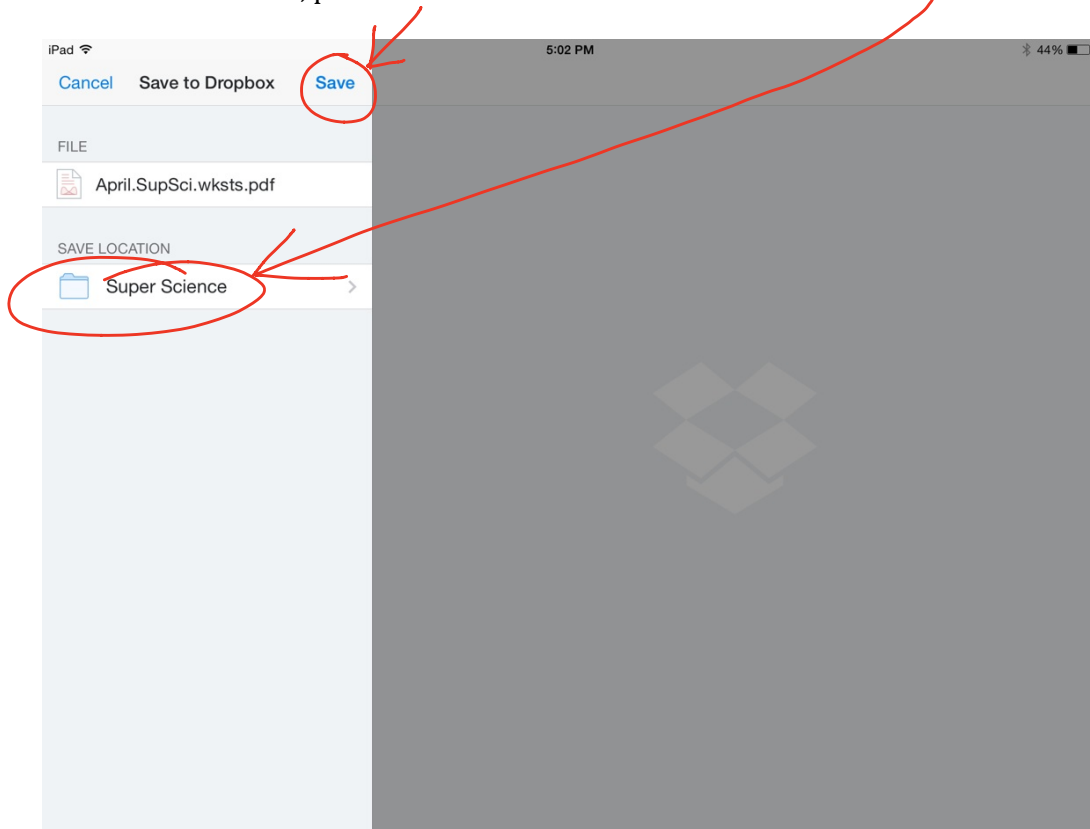 iPad 5:02 PM 44%
Cancel Save to Dropbox Save
FILE
April.SupSci.wksts.pdf
SAVE LOCATION
Super Science